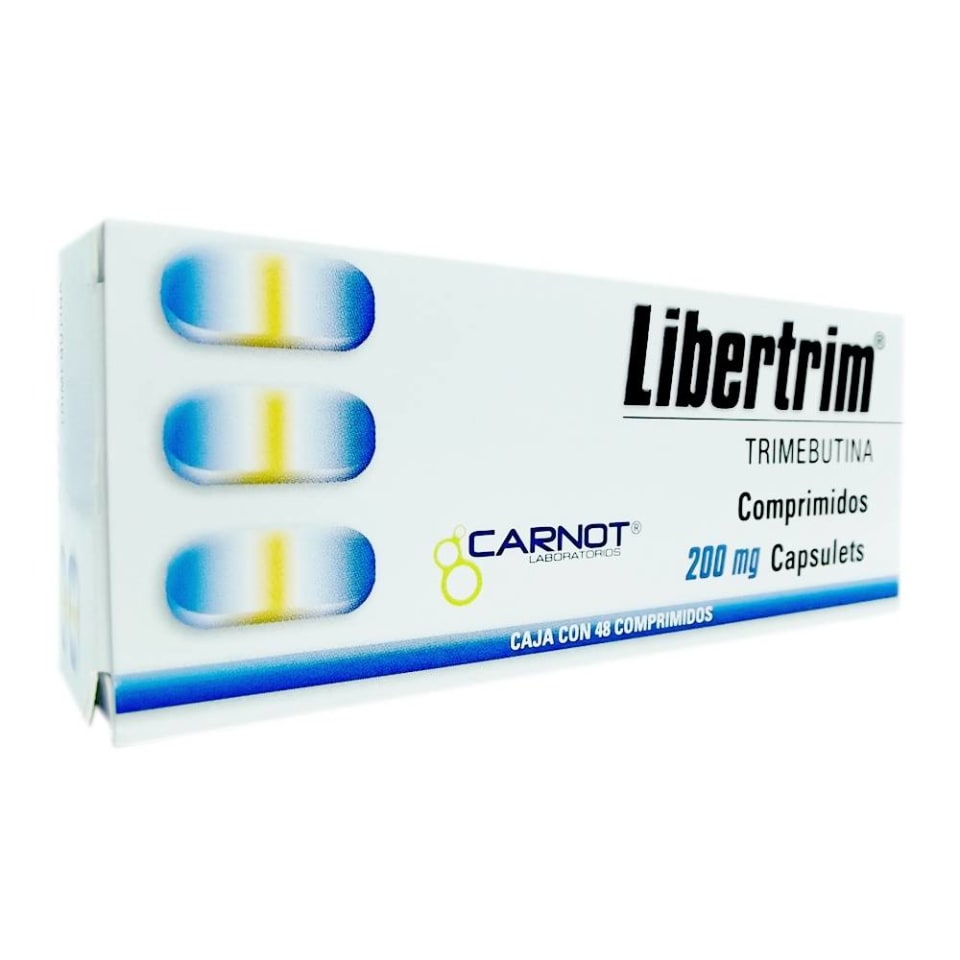 Libertrim®
TRIMEBUTINA
Comprimidos
200 mg Capsulets
CARNOT®
LABORATORIOS
CAJA CON 48 COMPRIMIDOS